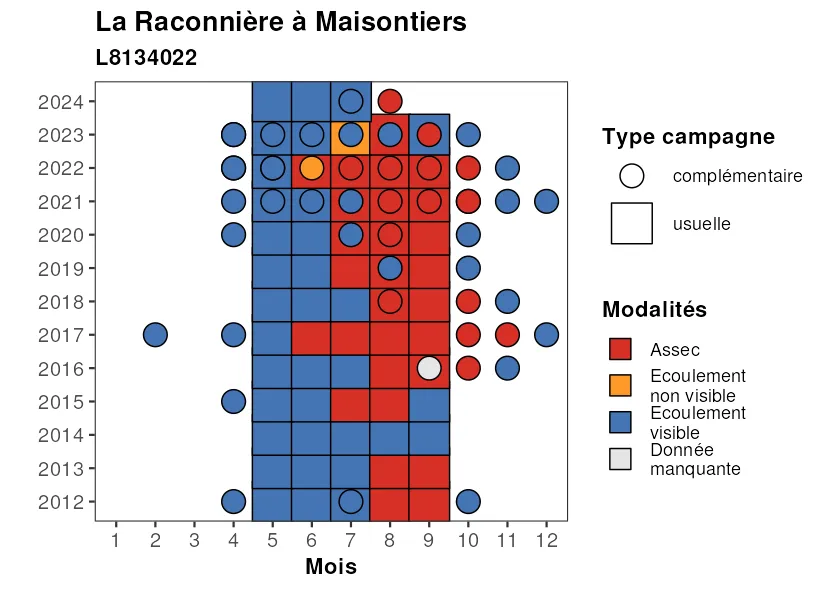 La Raconnière à Maisontiers
L8134022
2024
2023
2022
2021
2020
2019
2018
2017
2016
2015
2014
2013
2012
1 2 3 4 5 6 7 8 9 10 11 12
Mois
Type campagne
complémentaire
usuelle
Modalités
Assec
Ecoulement
non visible
Ecoulement
visible
Donnée
manquante